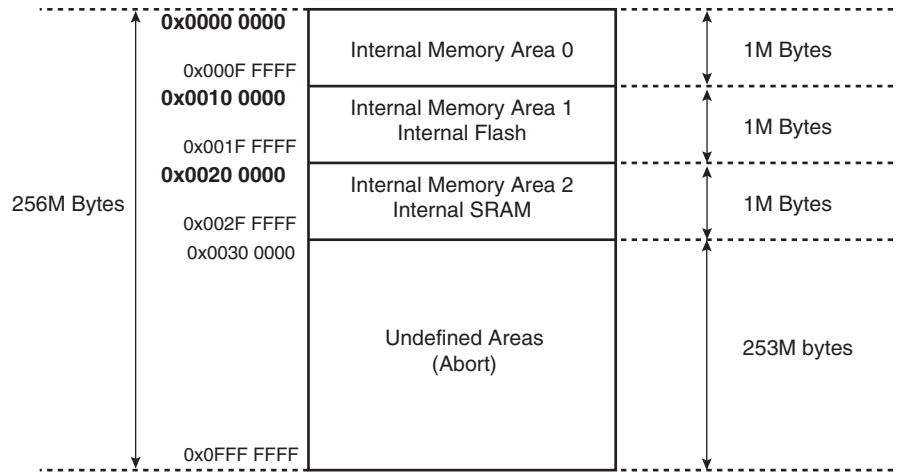 0x0000 0000
Internal Memory Area 0
1M Bytes
0x000F FFFF
0x0010 0000
Internal Memory Area 1
Internal Flash
1M Bytes
0x001F FFFF
0x0020 0000
Internal Memory Area 2
Internal SRAM
256M Bytes
1M Bytes
0x002F FFFF
0x0030 0000
Undefined Areas
(Abort)
253M bytes
0x0FFF FFFF